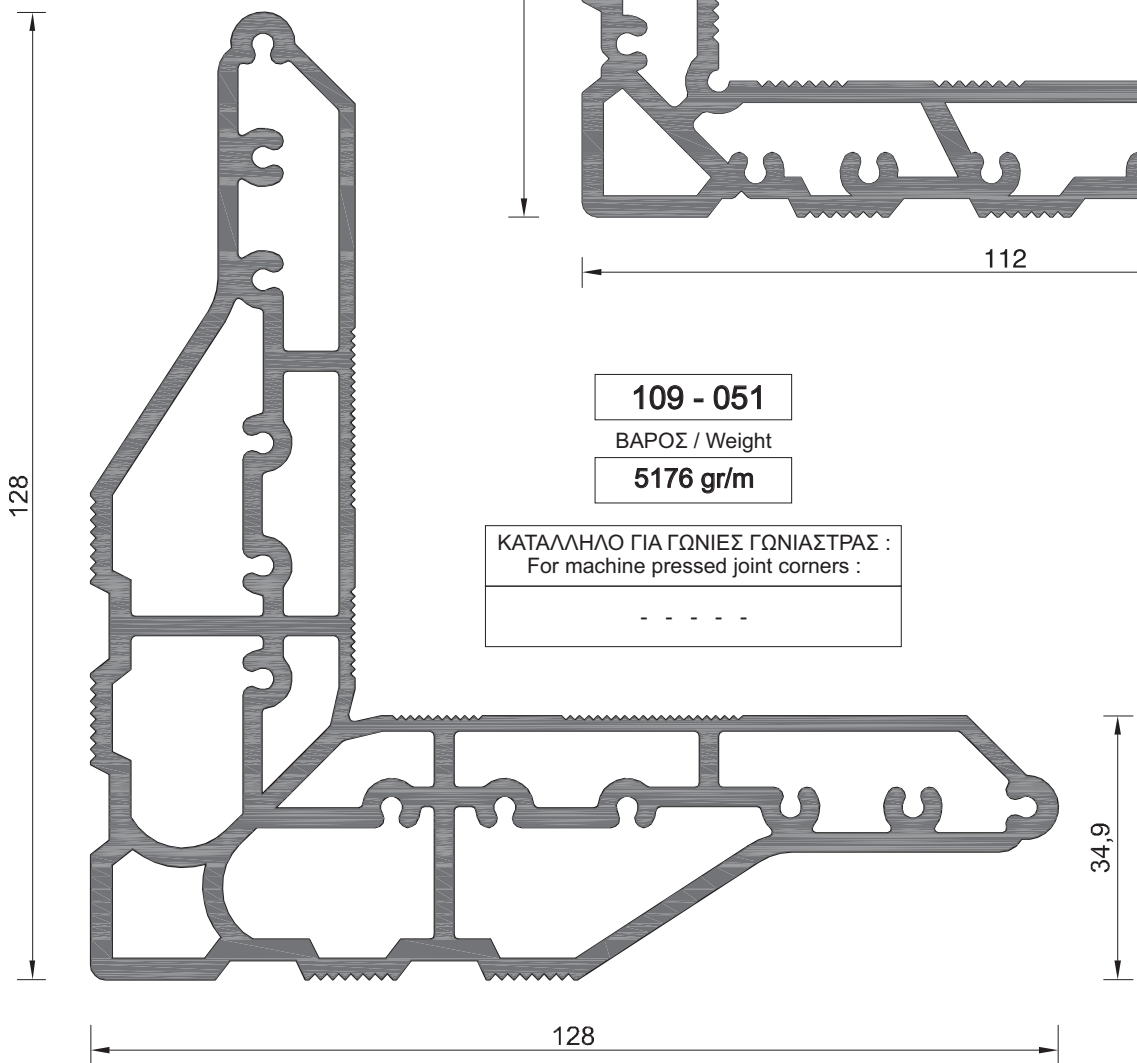 112
109 - 051
ΒΑΡΟΣ / Weight
5176 gr/m
ΚΑΤΑΛΛΗΛΟ ΓΙΑ ΓΩΝΙΕΣ ΓΩΝΙΑΣΤΡΑΣ :
For machine pressed joint corners :
- - - - -
128
34,9
128